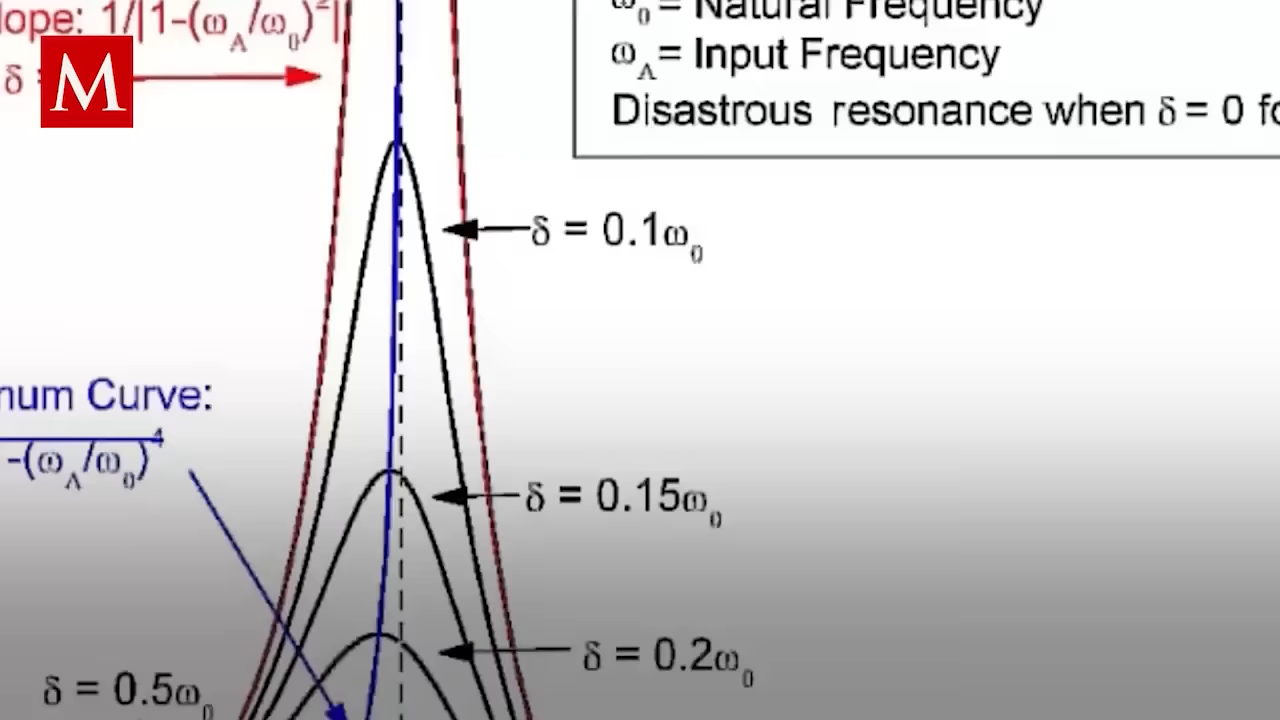 lope: 1/|1-(ω_A/ω_0)²|
ω_0 = Natural Frequency
ω_A = Input Frequency
Disastrous resonance when δ = 0 fo
δ
M
δ = 0.1ω_0
num Curve:
-(ω_A/ω_0)⁴
δ = 0.15ω_0
δ = 0.2ω_0
δ = 0.5ω_0